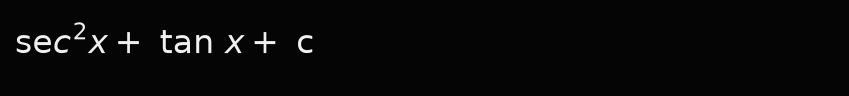 sec²x + tan x + c